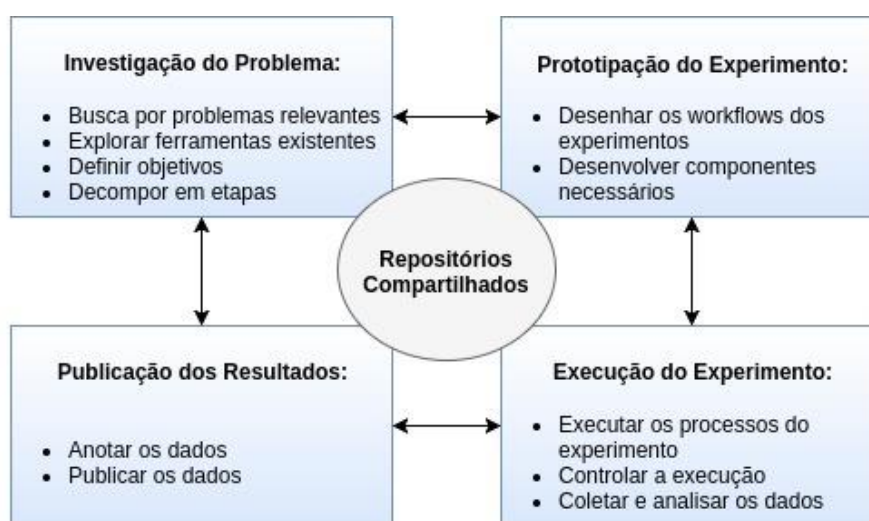 Investigação do Problema:
• Busca por problemas relevantes
• Explorar ferramentas existentes
• Definir objetivos
• Decompor em etapas
Prototipação do Experimento:
• Desenhar os workflows dos
experimentos
• Desenvolver componentes
necessários
Repositórios
Compartilhados
Publicação dos Resultados:
• Anotar os dados
• Publicar os dados
Execução do Experimento:
• Executar os processos do
experimento
• Controlar a execução
• Coletar e analisar os dados